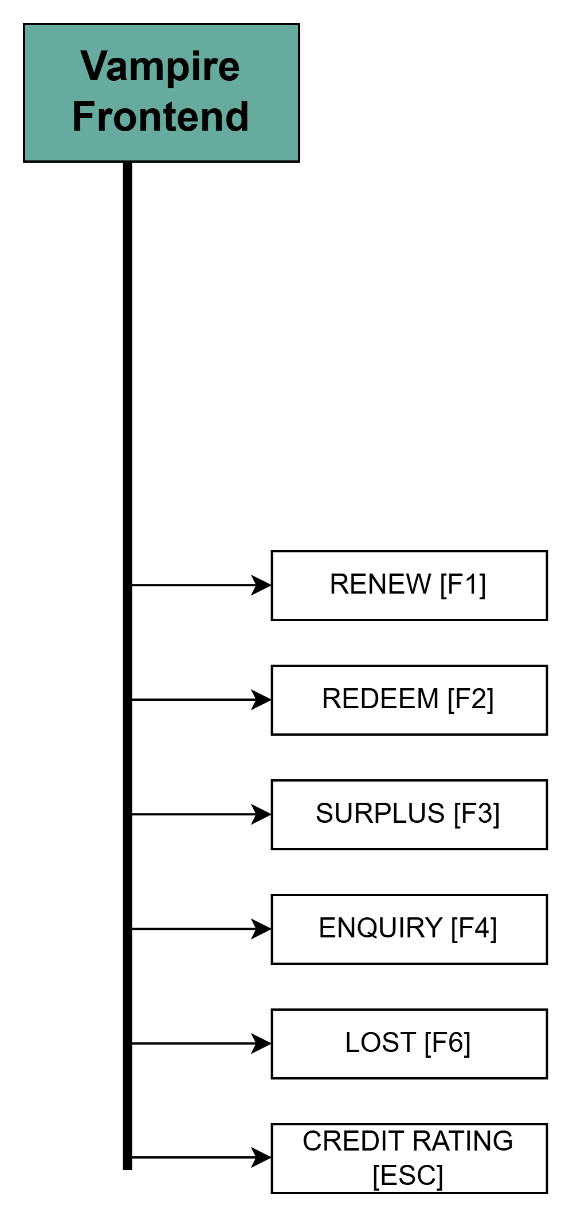 Vampire
Frontend
RENEW [F1]
REDEEM [F2]
SURPLUS [F3]
ENQUIRY [F4]
LOST [F6]
CREDIT RATING
[ESC]